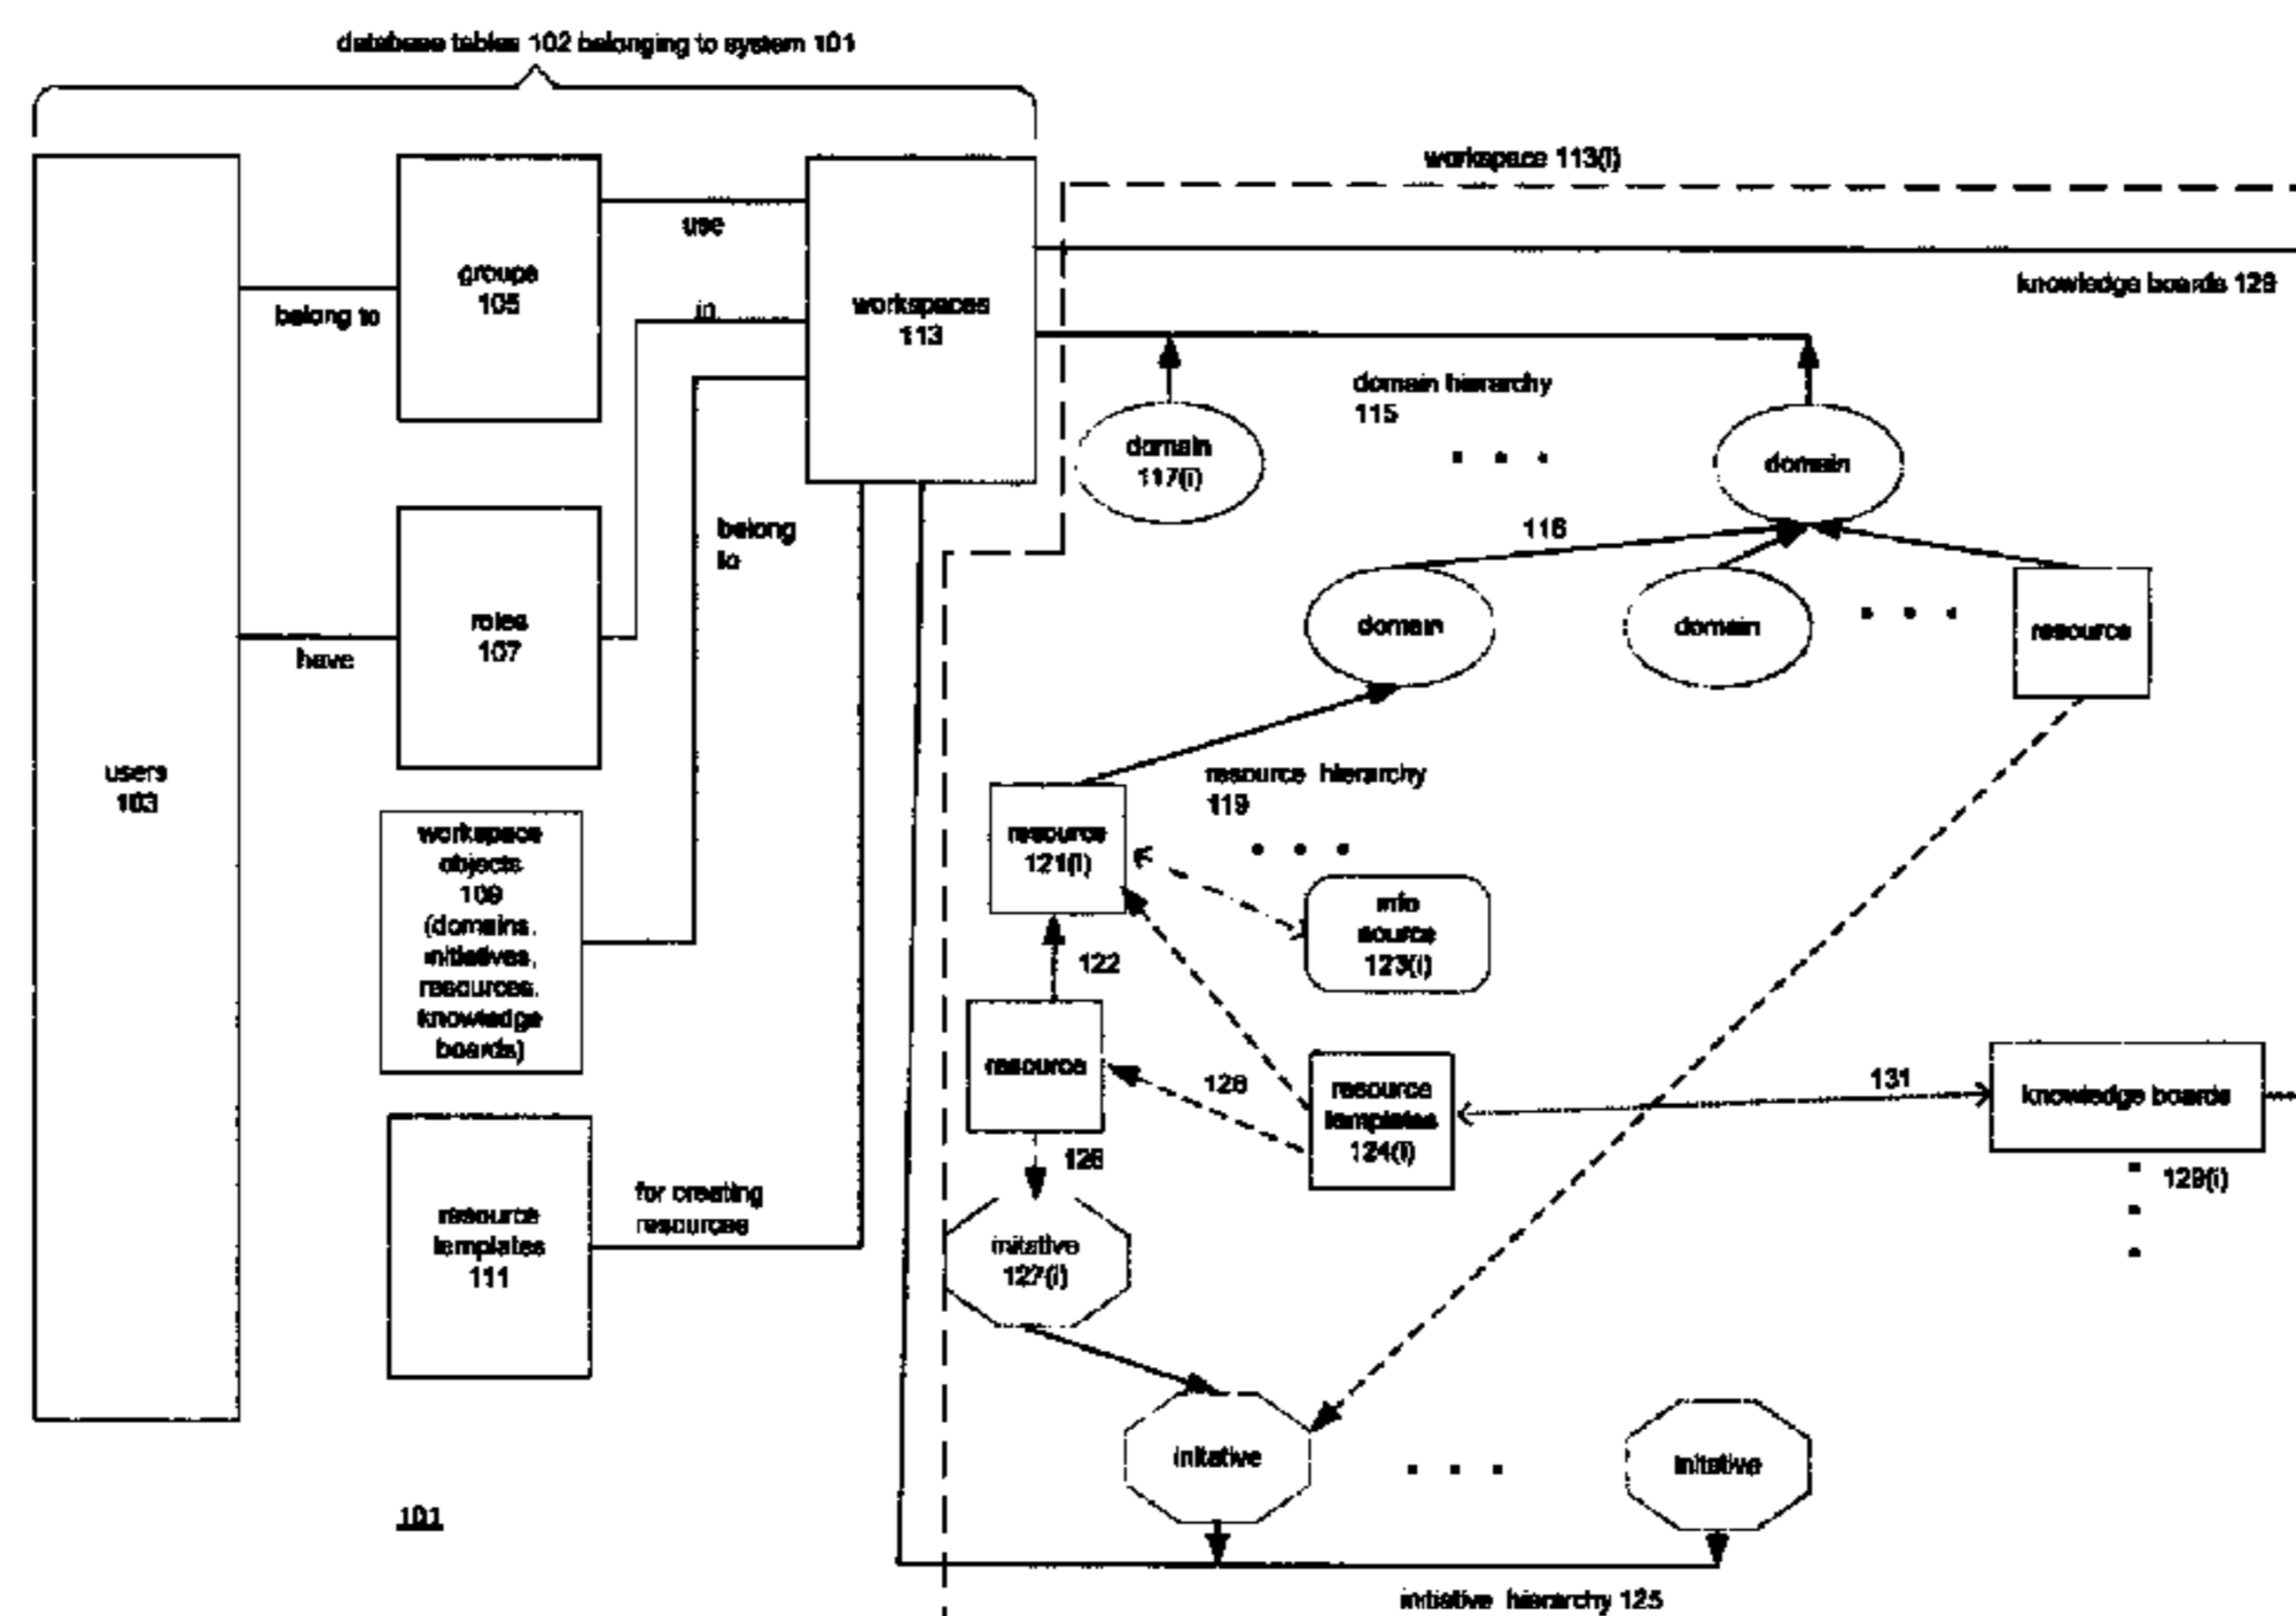 database tables 102 belonging to system 101
workspace 113(i)
use
knowledge boards 129
groups
105
belong to
in
workspaces
113
domain hierarchy
115
domain
117(i)
domain
belong
to
116
roles
107
have
domain
domain
resource
users
103
resource hierarchy
119
workspace
objects
109
(domains,
initiatives,
resources,
knowledge
boards)
resource
121(i)
info
source
123(i)
122
resource
126
resource
templates
124(i)
131
knowledge boards
129(i)
126
for creating
resources
resource
templates
111
initative
127(i)
initative
initative
101
initiative hierarchy 125